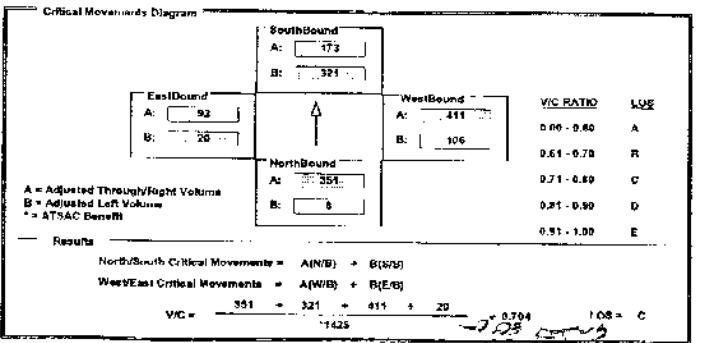 Critical Movements Diagram
SouthBound
A: 173
B: 321
EastBound
A: 92
B: 20
WestBound
A: 411
B: 106
NorthBound
A: 351
B: 8
V/C RATIO LOS
0.00 - 0.60 A
0.61 - 0.70 B
0.71 - 0.80 C
0.81 - 0.90 D
0.91 - 1.00 E
A = Adjusted Through/Right Volume
B = Adjusted Left Volume
* = ATSAC Benefit
Results
North/South Critical Movements = A(N/B) + B(S/B)
West/East Critical Movements = A(W/B) + B(E/B)
V/C = 351 + 321 + 411 + 20 = 0.704 LOS = C
1425